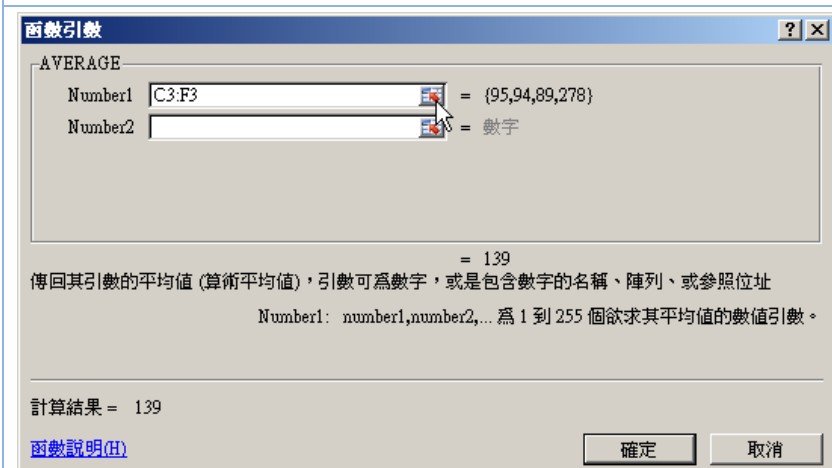 函數引數
AVERAGE
Number1 C3:F3 = {95,94,89,278}
Number2 = 數字
= 139
傳回其引數的平均值 (算術平均值),引數可為數字,或是包含數字的名稱、陣列、或參照位址
Number1: number1,number2,... 為 1 到 255 個欲求其平均值的數值引數。
計算結果 = 139
函數說明(H) 確定 取消